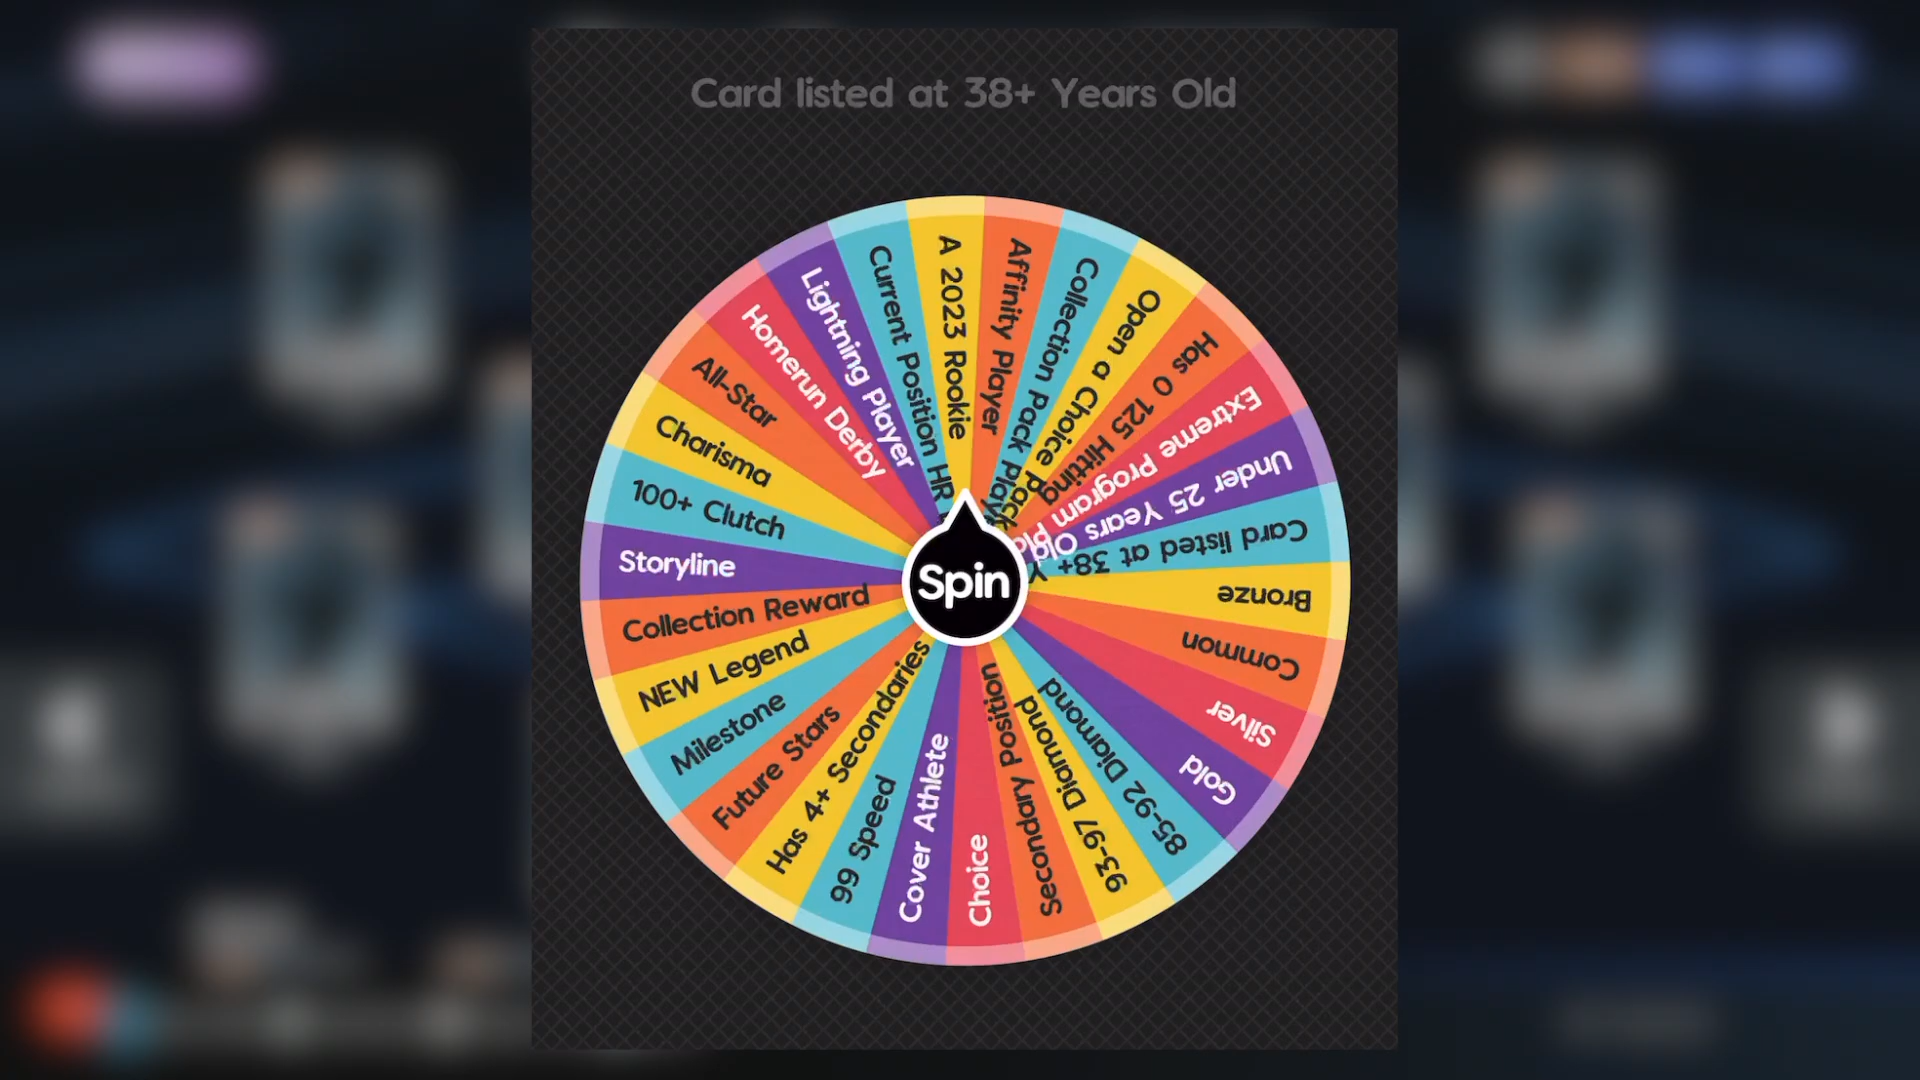 Card listed at 38+ Years Old
A 2023 Rookie
Affinity Player
Collection Pack Play
Open a Choice Pack
Has 0 125 Hitting
Extreme Program
Under 25 Years Old
Card listed at 38+ Y
Bronze
Common
Silver
Gold
85-92 Diamond
93-97 Diamond
Secondary Position
Choice
Cover Athlete
99 Speed
Has 4+ Secondaries
Future Stars
Milestone
NEW Legend
Collection Reward
Storyline
100+ Clutch
Charisma
All-Star
Homerun Derby
Lightning Player
Current Position HR
Spin